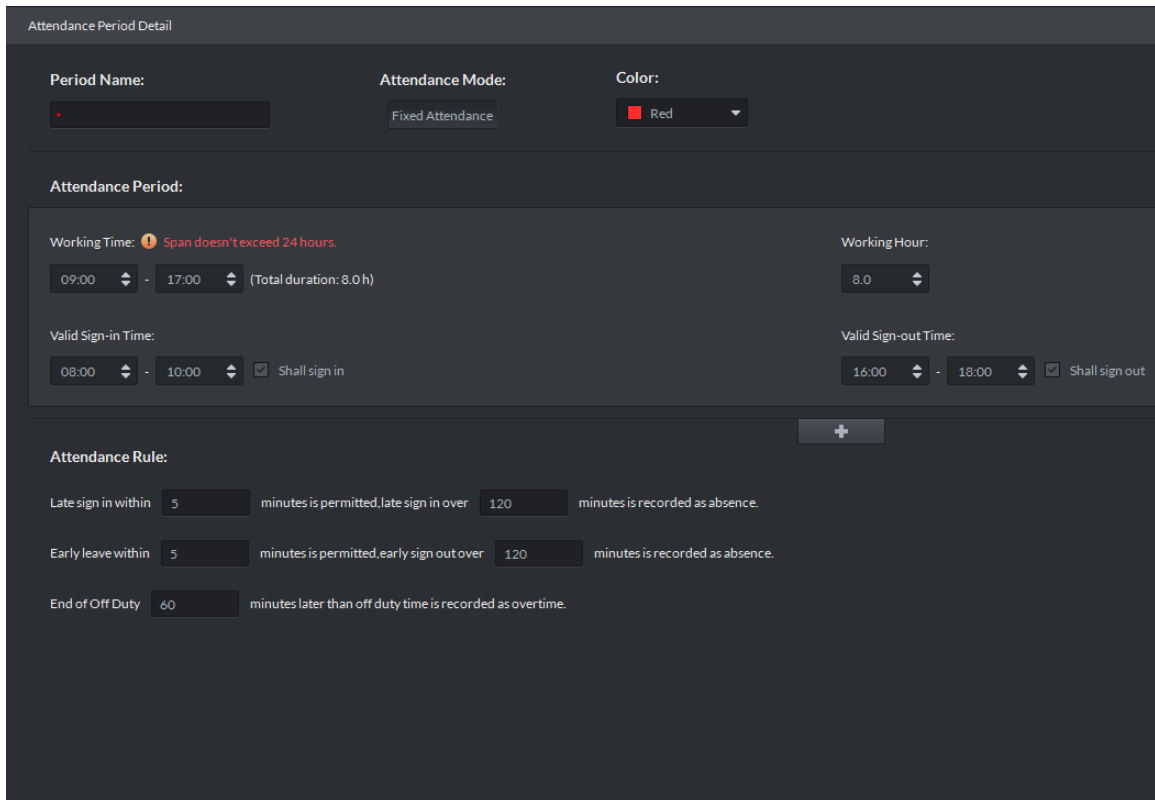 Attendance Period Detail
Period Name: Attendance Mode: Color:
* Fixed Attendance Red
Attendance Period:
Working Time: ! Span doesn't exceed 24 hours. Working Hour:
09:00 - 17:00 (Total duration: 8.0 h) 8.0
Valid Sign-in Time: Valid Sign-out Time:
08:00 - 10:00 Shall sign in 16:00 - 18:00 Shall sign out
+
Attendance Rule:
Late sign in within 5 minutes is permitted,late sign in over 120 minutes is recorded as absence.
Early leave within 5 minutes is permitted,early sign out over 120 minutes is recorded as absence.
End of Off Duty 60 minutes later than off duty time is recorded as overtime.